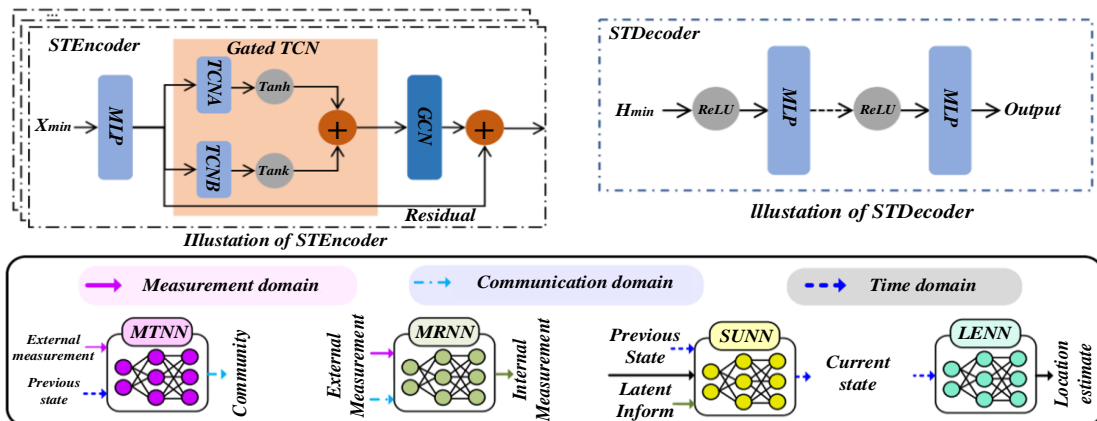 STEncoder
Gated TCN
Xmin
MLP
TCNA
Tanh
TCNB
Tank
+
GCN
+
Residual
Illustation of STEncoder
STDecoder
Hmin
ReLU
MLP
ReLU
MLP
Output
lllustation of STDecoder
Measurement domain
Communication domain
Time domain
MTNN
External
measurement
Previous
state
Community
MRNN
External
Measurement
Internal
Measurement
SUNN
Previous
State
Latent
Inform
Current
state
LENN
Location
estimate